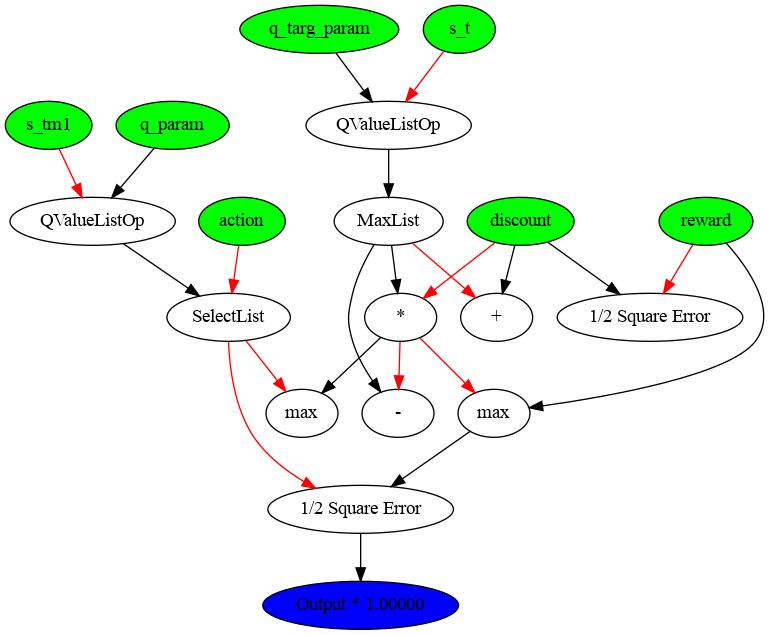 q_targ_param
s_t
s_tm1
q_param
QValueListOp
QValueListOp
action
MaxList
discount
reward
SelectList
*
+
1/2 Square Error
max
-
max
1/2 Square Error
Output * 1.00000